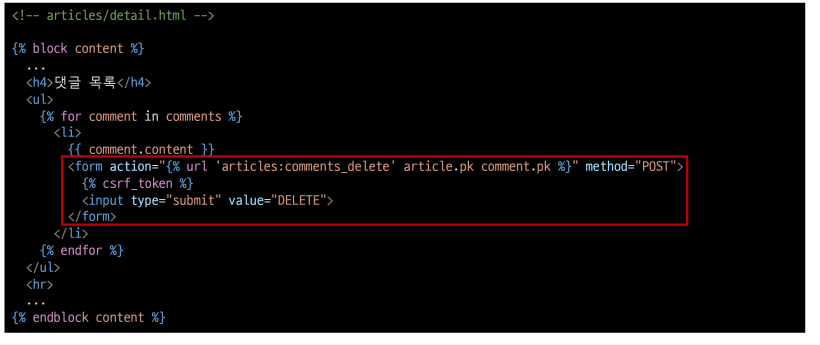 <!-- articles/detail.html -->
{% block content %}
...
<h4>댓글 목록</h4>
<ul>
{% for comment in comments %}
<li>
{{ comment.content }}
<form action="{% url 'articles:comments_delete' article.pk comment.pk %}" method="POST">
{% csrf_token %}
<input type="submit" value="DELETE">
</form>
</li>
{% endfor %}
</ul>
<hr>
...
{% endblock content %}